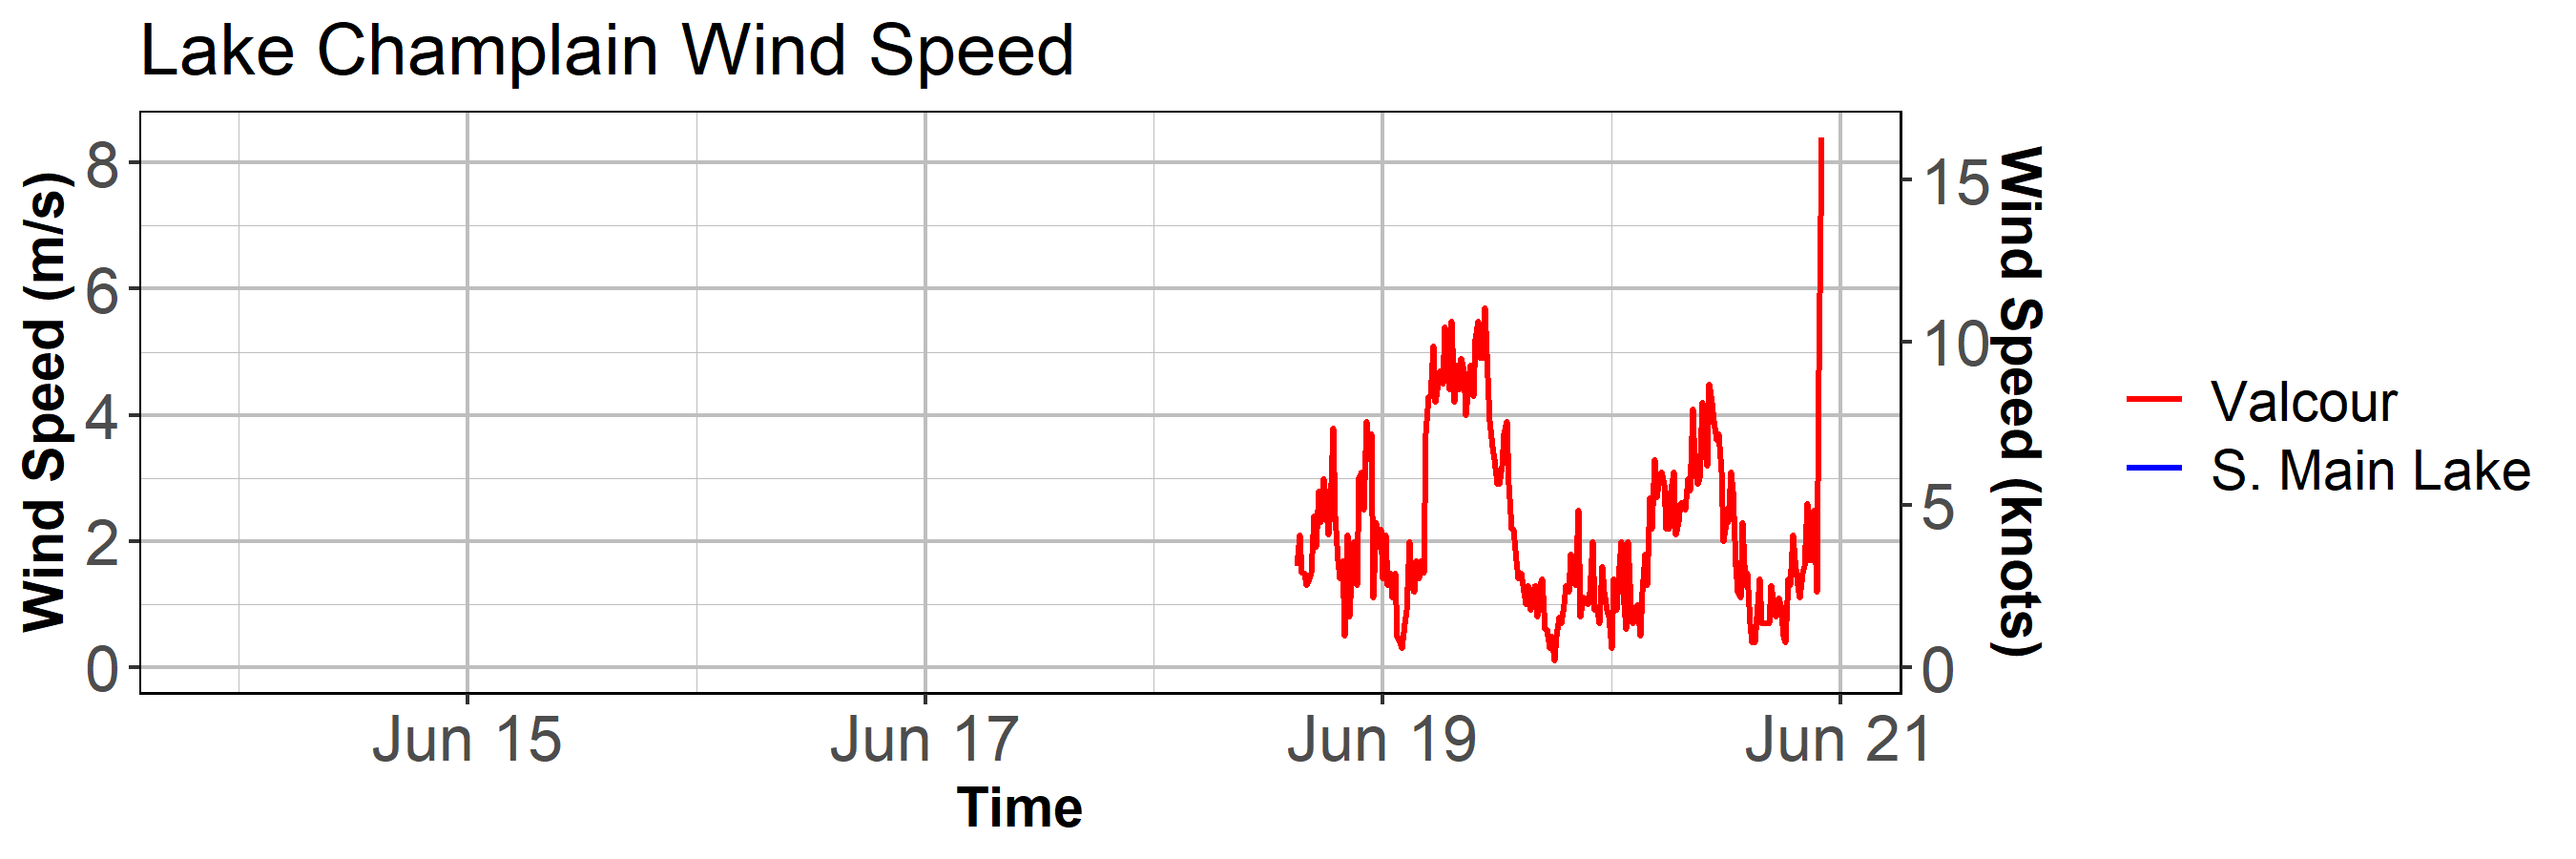 Lake Champlain Wind Speed
Wind Speed (m/s)
8
6
4
2
0
15
10
5
0
Wind Speed (knots)
Jun 15
Jun 17
Jun 19
Jun 21
Time
Valcour
S. Main Lake